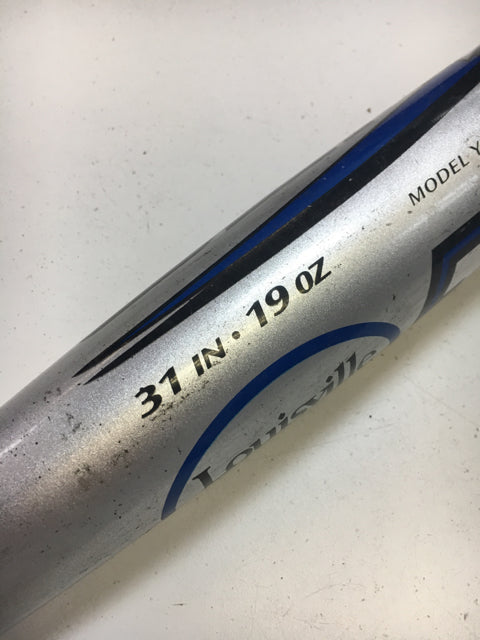 MODEL Y
31 IN • 19 OZ
Louisville